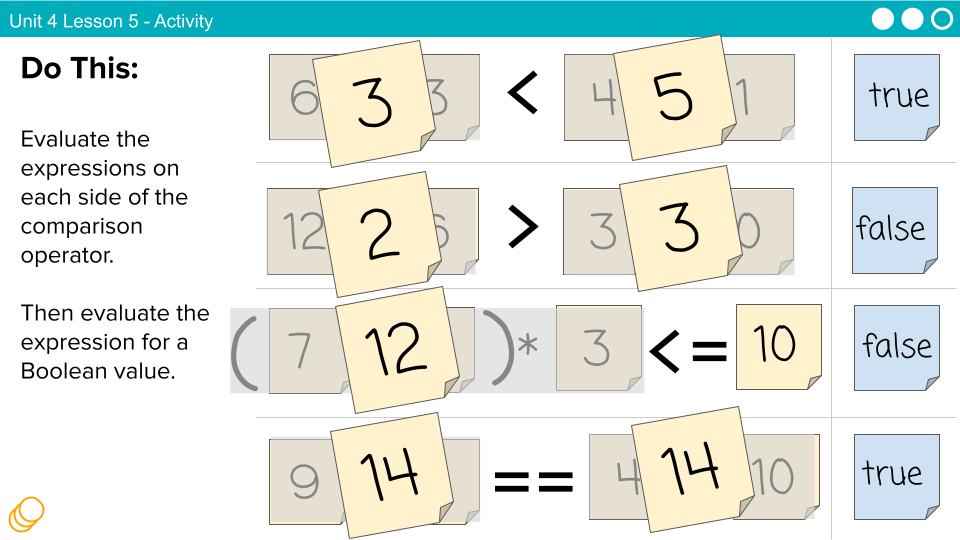 Unit 4 Lesson 5 - Activity
Do This:
Evaluate the
expressions on
each side of the
comparison
operator.
Then evaluate the
expression for a
Boolean value.
6 3 3 < 4 5 1 true
12 2 6 > 3 3 0 false
( 7 12 ) * 3 <= 10 false
9 14 == 4 14 10 true